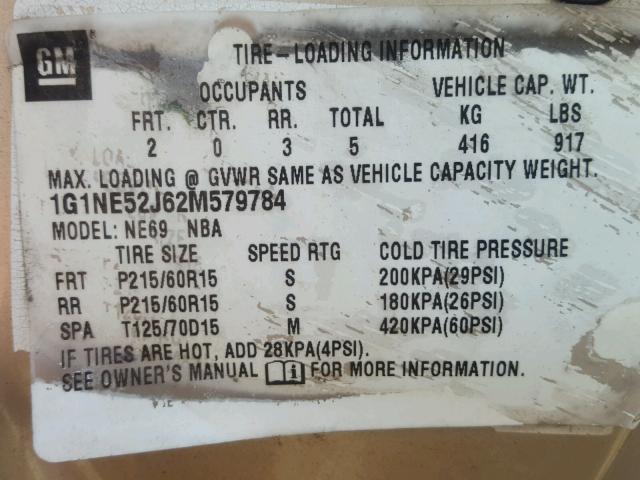 GM
TIRE-LOADING INFORMATION
OCCUPANTS VEHICLE CAP. WT.
FRT. CTR. RR. TOTAL KG LBS
2 0 3 5 416 917
MAX. LOADING @ GVWR SAME AS VEHICLE CAPACITY WEIGHT.
1G1NE52J62M579784
MODEL: NE69 NBA
TIRE SIZE SPEED RTG COLD TIRE PRESSURE
FRT P215/60R15 S 200KPA(29PSI)
RR P215/60R15 S 180KPA(26PSI)
SPA T125/70D15 M 420KPA(60PSI)
IF TIRES ARE HOT, ADD 28KPA(4PSI).
SEE OWNER'S MANUAL FOR MORE INFORMATION.